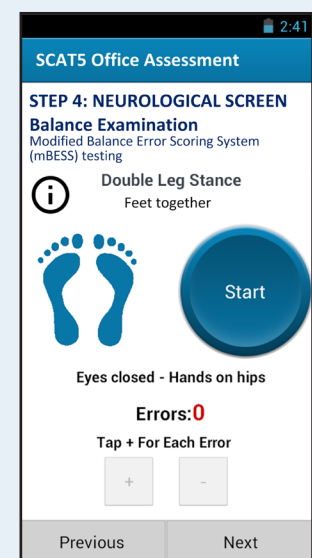 2:41
SCAT5 Office Assessment
STEP 4: NEUROLOGICAL SCREEN
Balance Examination
Modified Balance Error Scoring System
(mBESS) testing
Double Leg Stance
Feet together
Start
Eyes closed - Hands on hips
Errors:0
Tap + For Each Error
+ -
Previous Next